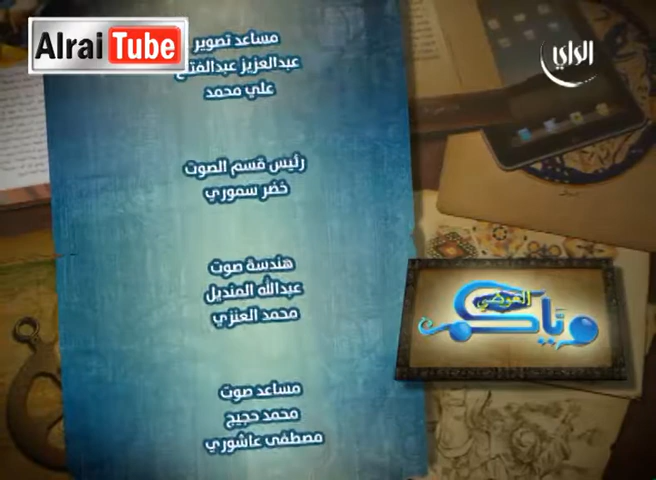 Alrai Tube
الراي
مساعد تصوير
عبدالعزيز عبدالفتاح
علي محمد
رئيس قسم الصوت
خضر سموري
هندسة صوت
عبدالله المنديل
محمد العنزي
العوضي
وياكم
مساعد صوت
محمد حجيج
مصطفى عاشوري